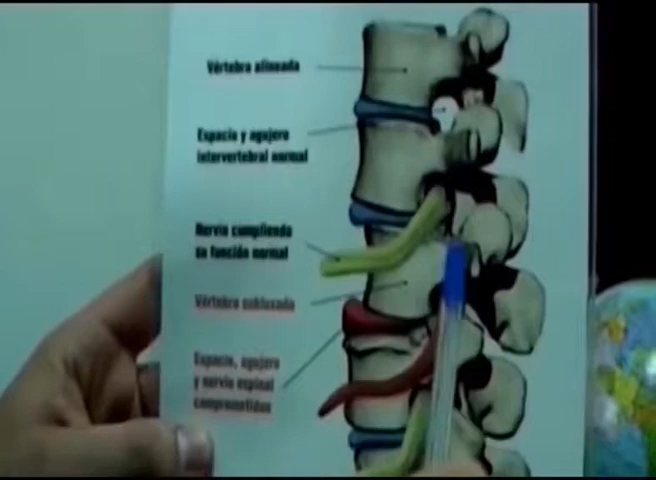 Vértebra alineada
Espacio y agujero
intervertebral normal
Nervio cumpliendo
su función normal
Vértebra subluxada
Espacio, agujero
y nervio espinal
comprometidos